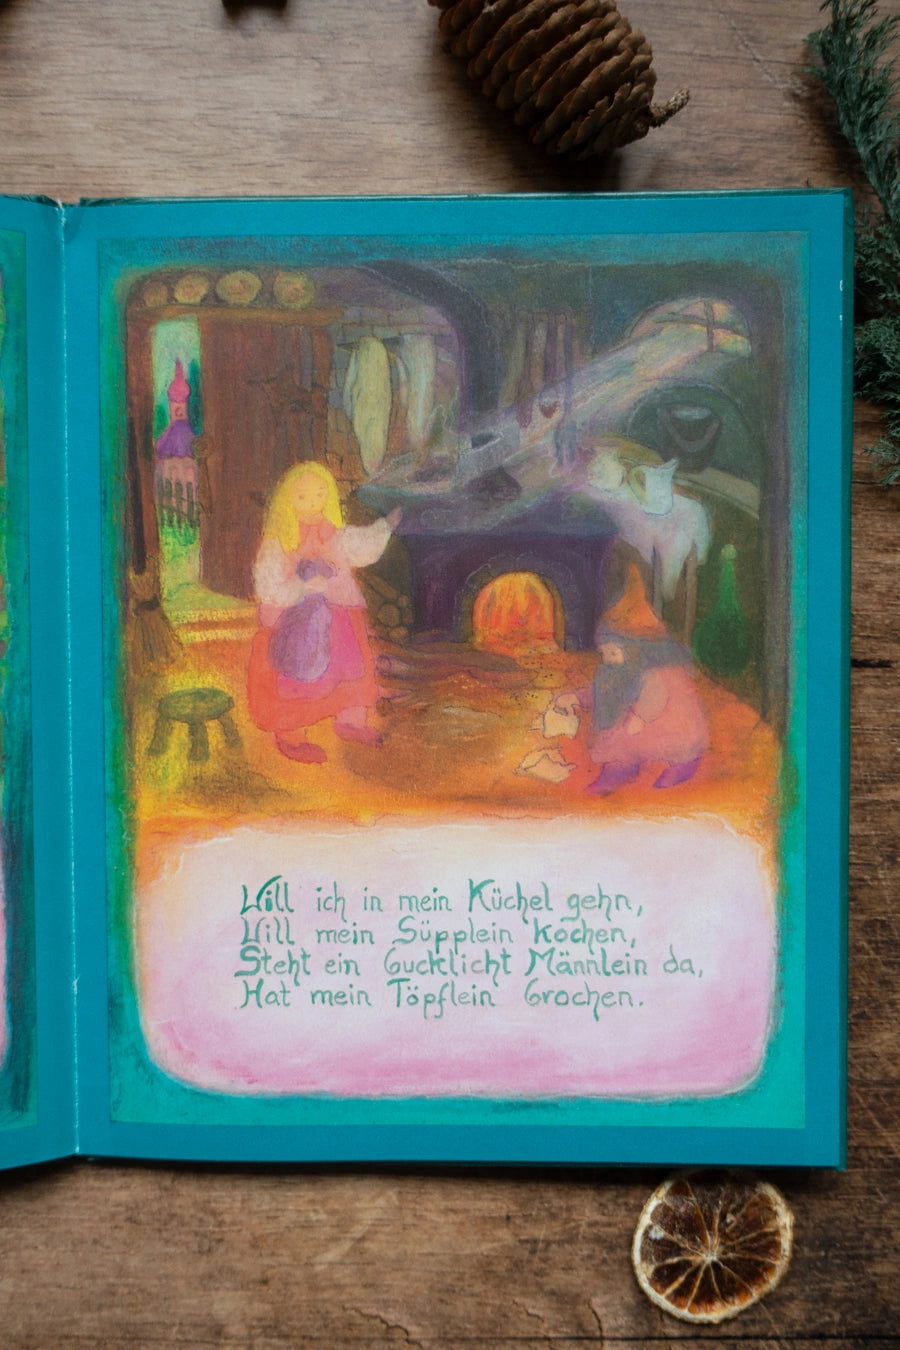 Will ich in mein Küchel gehn,
Will mein Süpplein kochen,
Steht ein bucklicht Männlein da,
Hat mein Töpflein brochen.